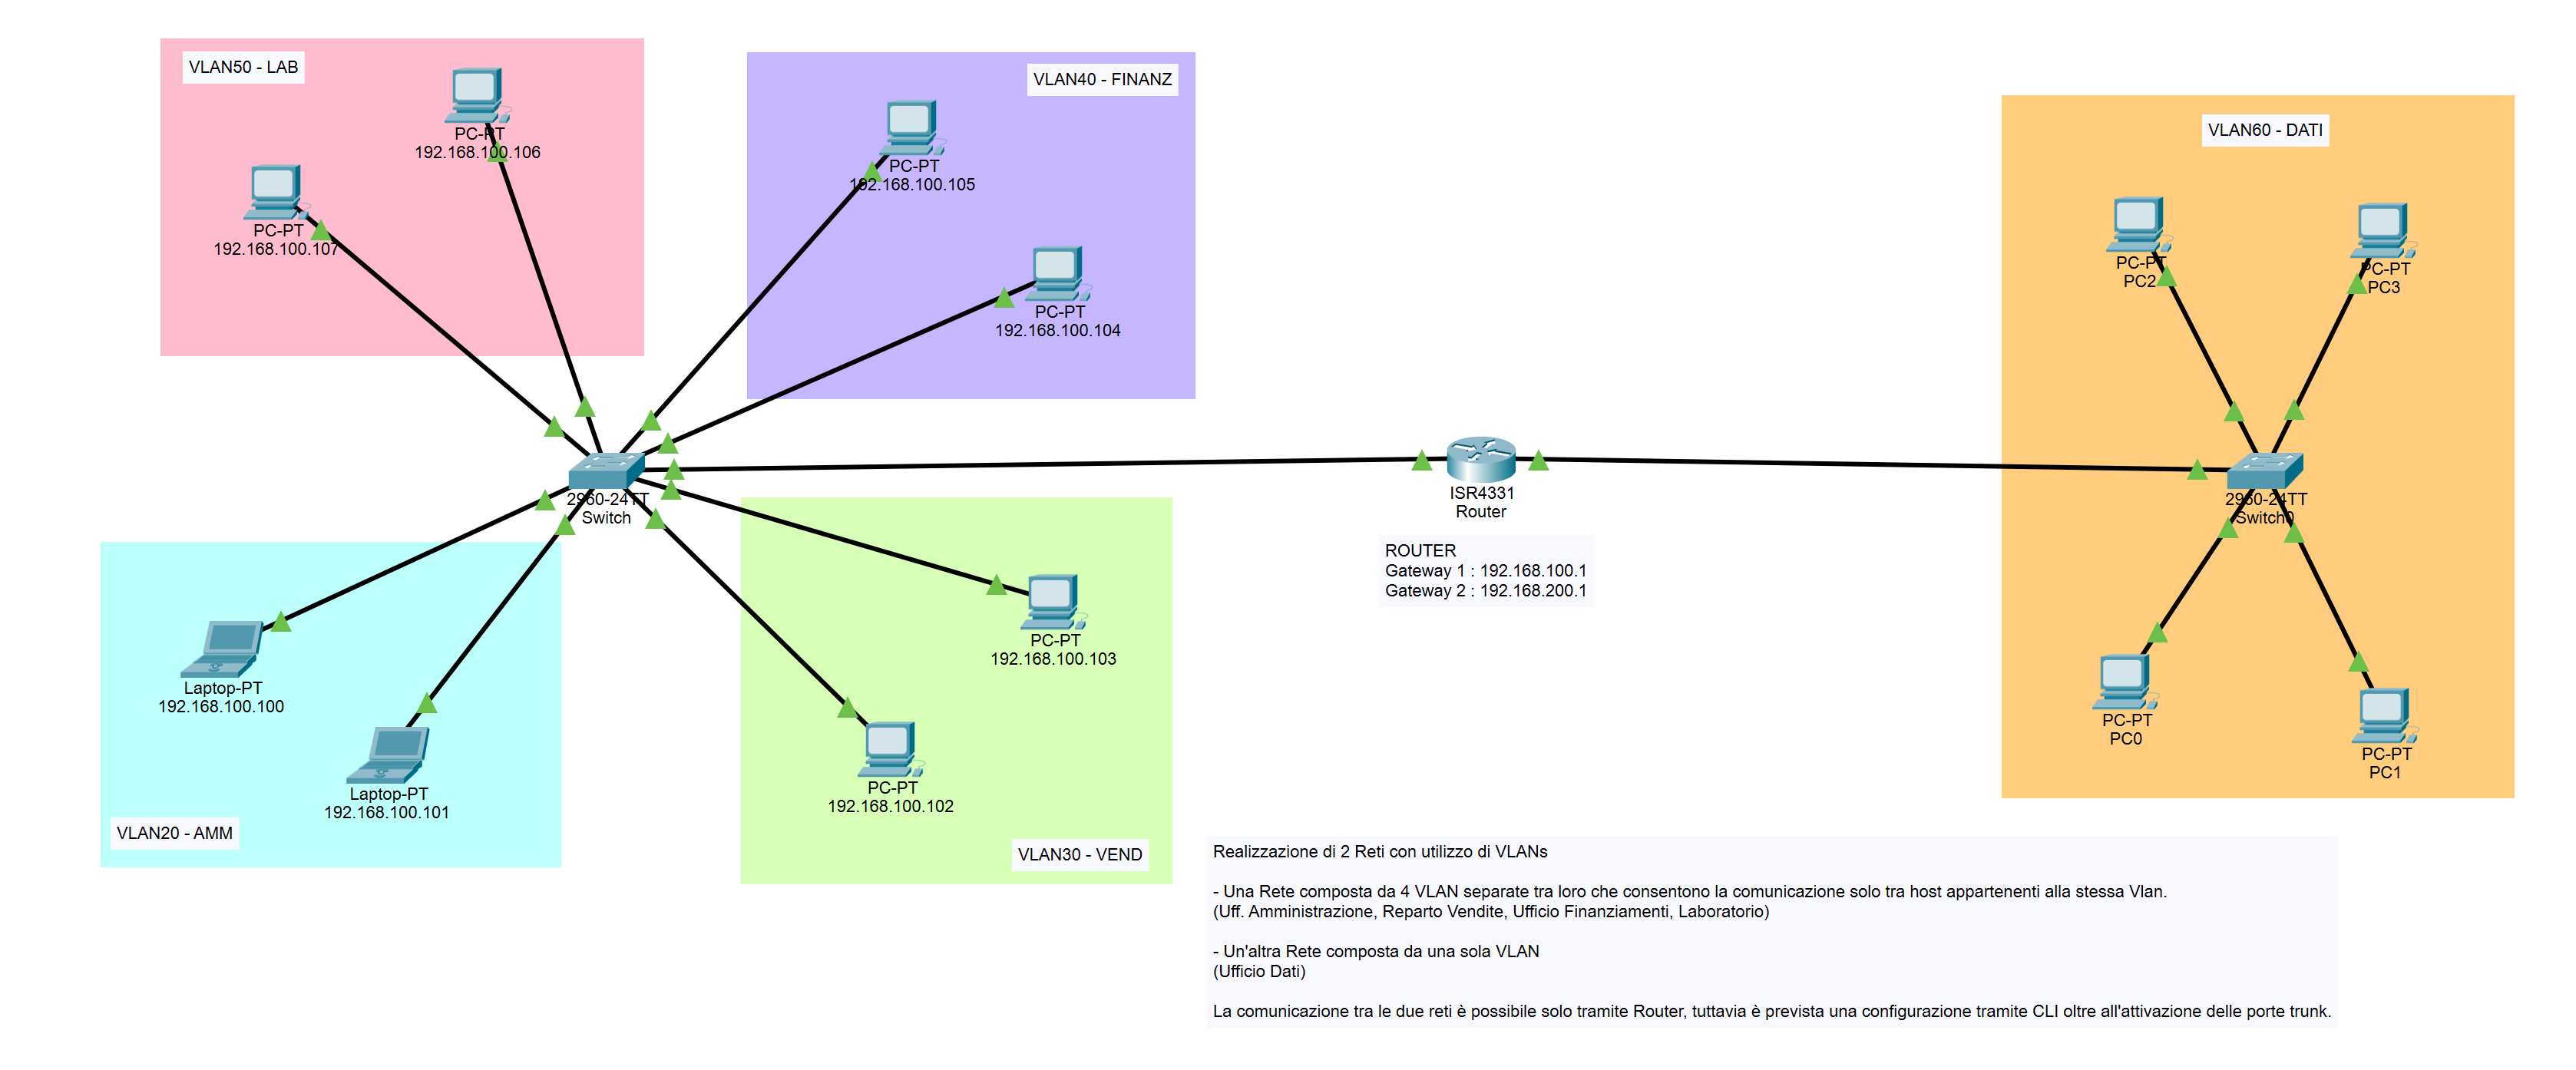 VLAN50 - LAB
PC-PT
192.168.100.106
PC-PT
192.168.100.107
VLAN40 - FINANZ
PC-PT
192.168.100.105
PC-PT
192.168.100.104
VLAN60 - DATI
PC-PT
PC2
PC-PT
PC3
2960-24TT
Switch
ISR4331
Router
2960-24TT
Switch0
ROUTER
Gateway 1 : 192.168.100.1
Gateway 2 : 192.168.200.1
Laptop-PT
192.168.100.100
Laptop-PT
192.168.100.101
VLAN20 - AMM
PC-PT
192.168.100.103
PC-PT
192.168.100.102
VLAN30 - VEND
PC-PT
PC0
PC-PT
PC1
Realizzazione di 2 Reti con utilizzo di VLANs
- Una Rete composta da 4 VLAN separate tra loro che consentono la comunicazione solo tra host appartenenti alla stessa Vlan.
(Uff. Amministrazione, Reparto Vendite, Ufficio Finanziamenti, Laboratorio)
- Un'altra Rete composta da una sola VLAN
(Ufficio Dati)
La comunicazione tra le due reti è possibile solo tramite Router, tuttavia è prevista una configurazione tramite CLI oltre all'attivazione delle porte trunk.